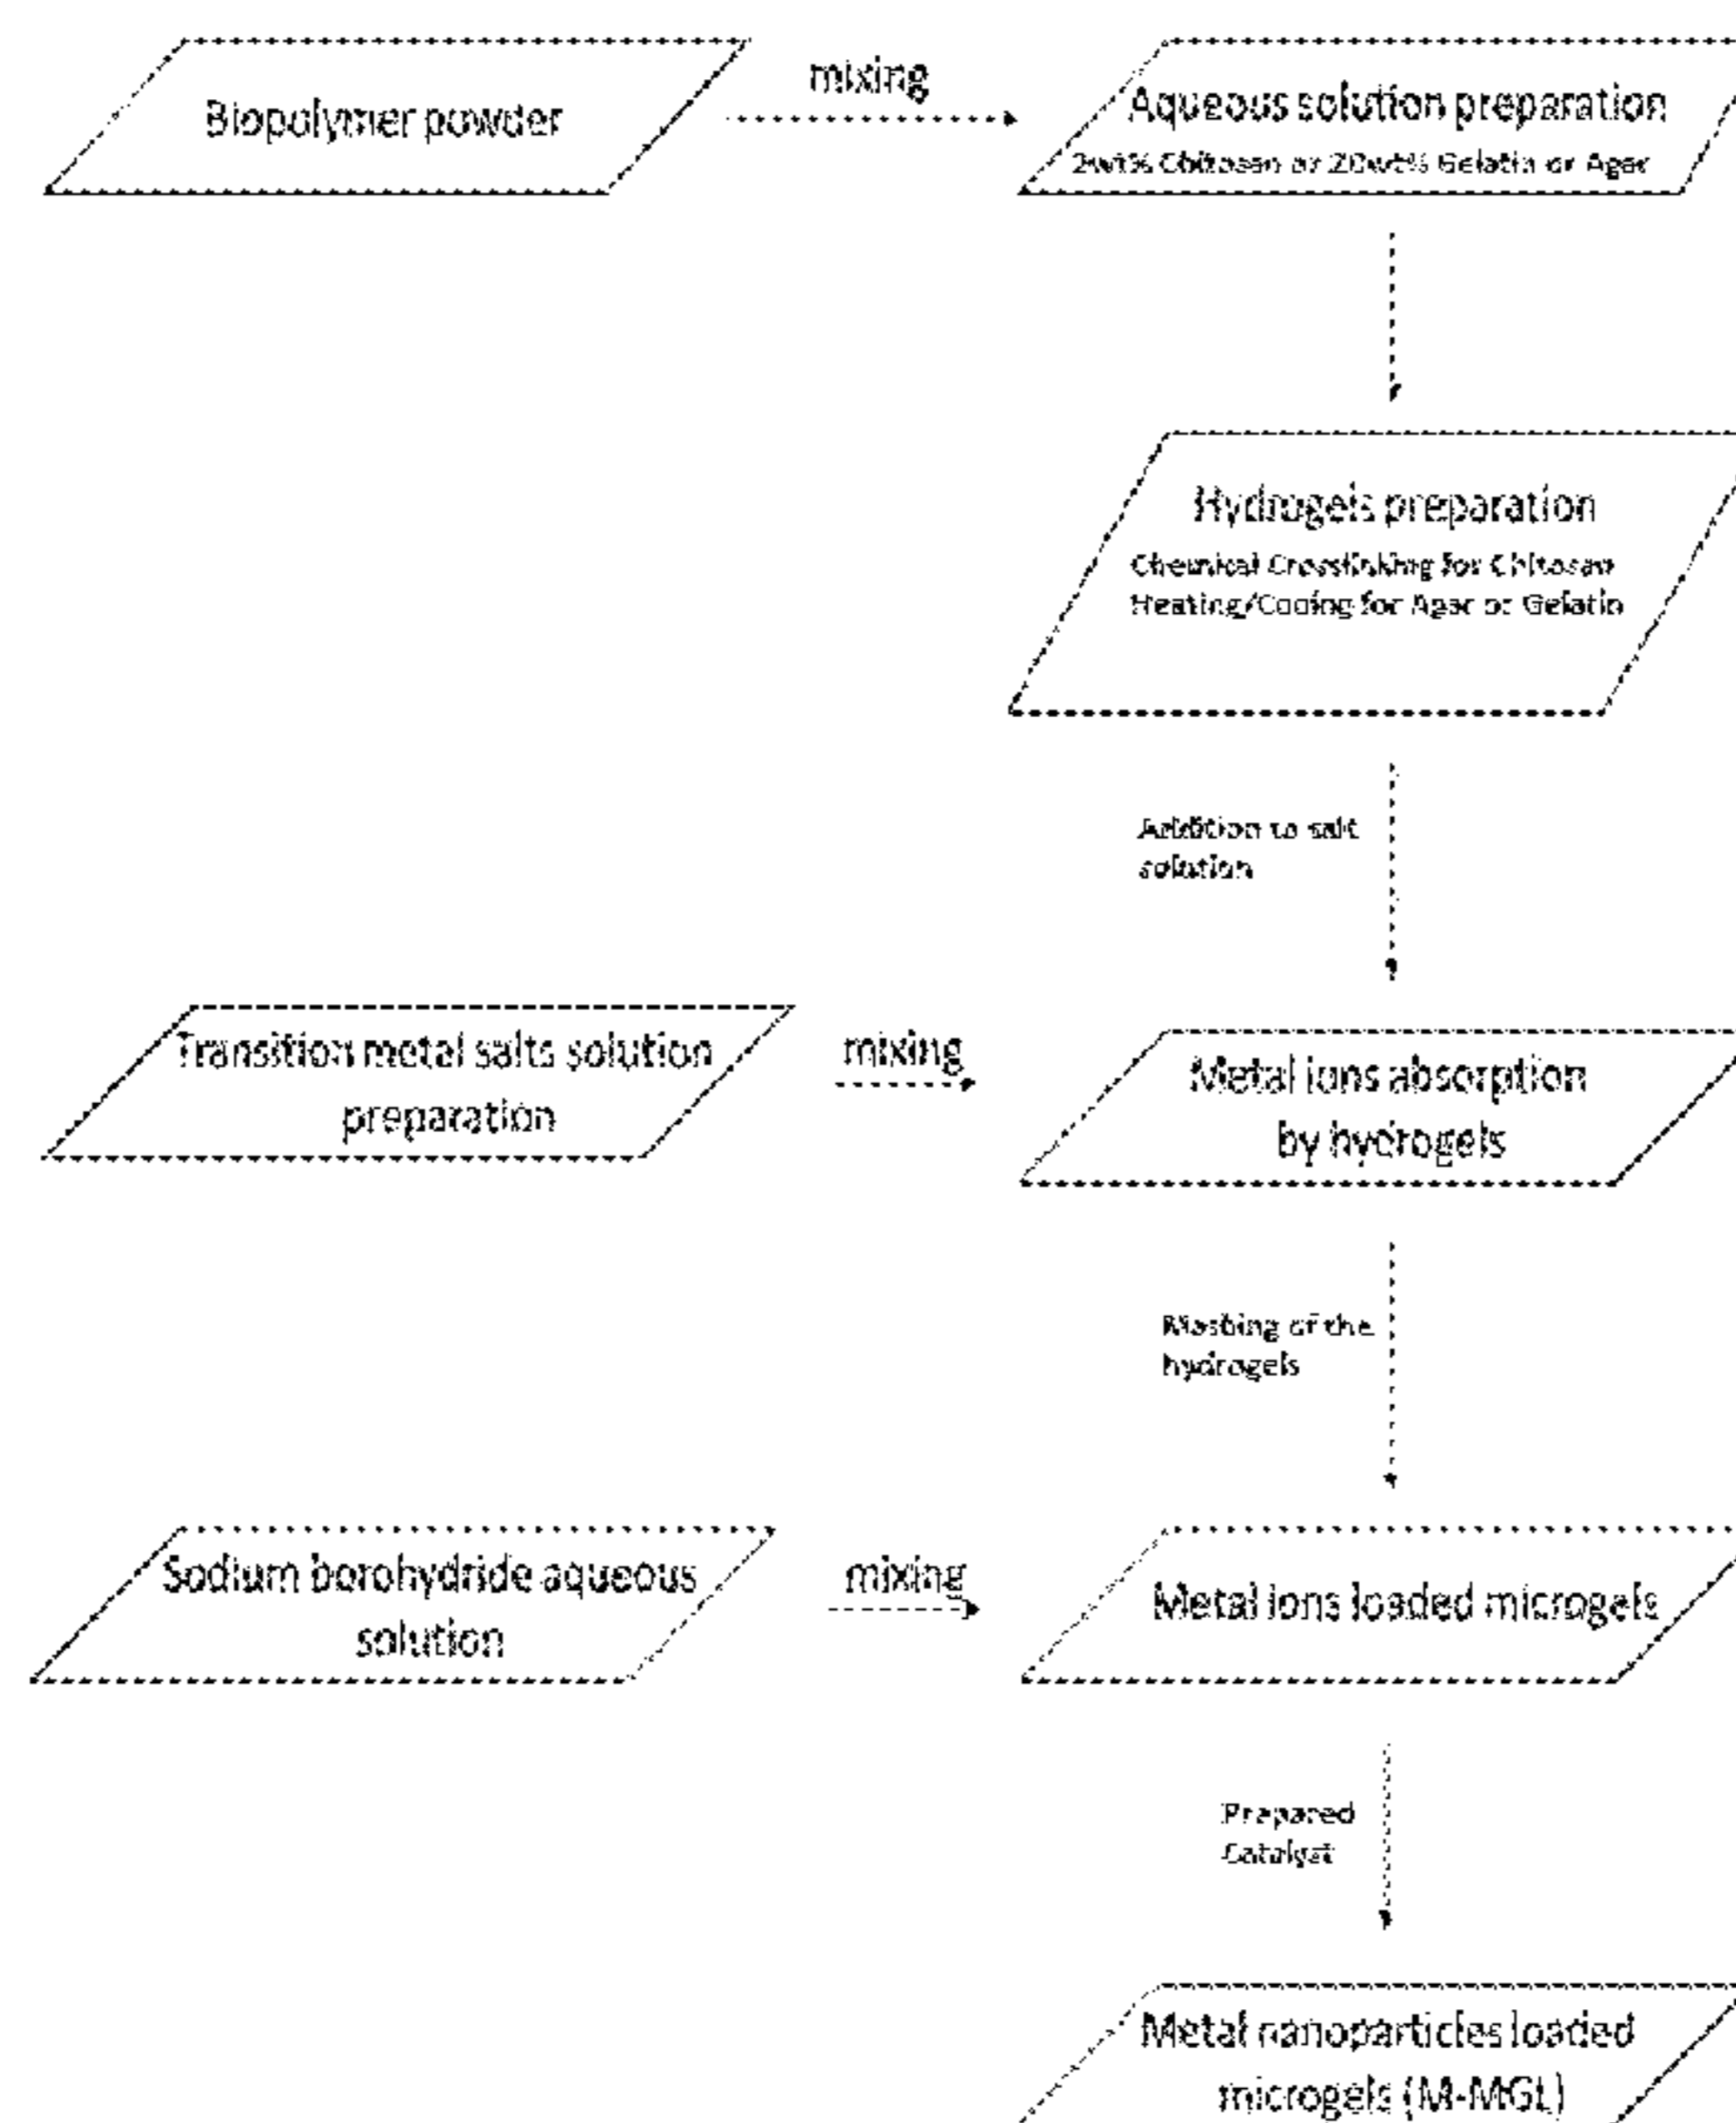 Biopolymer powder
mixing
Aqueous solution preparation
2wt% Chitosan or 20wt% Gelatin or Agar
Hydrogels preparation
Chemical Crosslinking for Chitosan
Heating/Cooing for Agar or Gelatin
Addition to salt
solution
Transition metal salts solution
preparation
mixing
Metal ions absorption
by hydrogels
Mashing of the
hydrogels
Sodium borohydride aqueous
solution
mixing
Metal ions loaded microgels
Prepared
Catalyst
Metal nanoparticles loaded
microgels (M-MGL)